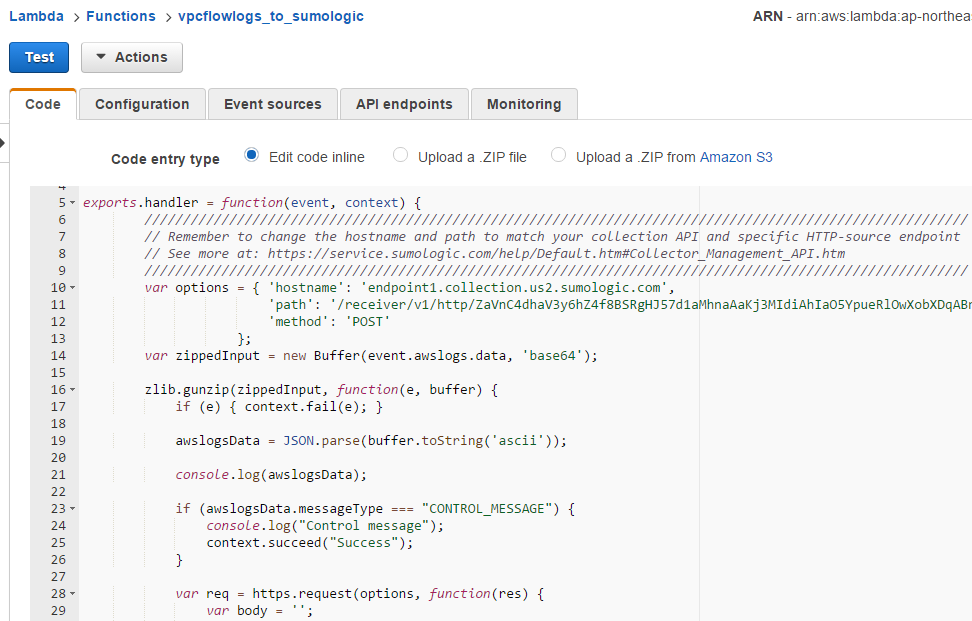 Lambda > Functions > vpcflowlogs_to_sumologic ARN - arn:aws:lambda:ap-northeas
Test Actions
Code Configuration Event sources API endpoints Monitoring
Code entry type Edit code inline Upload a .ZIP file Upload a .ZIP from Amazon S3
4
5 exports.handler = function(event, context) {
6 ///////////////////////////////////////////////////////////////////////////////////////////////////////////
7 // Remember to change the hostname and path to match your collection API and specific HTTP-source endpoint
8 // See more at: https://service.sumologic.com/help/Default.htm#Collector_Management_API.htm
9 ///////////////////////////////////////////////////////////////////////////////////////////////////////////
10 var options = { 'hostname': 'endpoint1.collection.us2.sumologic.com',
11 'path': '/receiver/v1/http/ZaVnC4dhaV3y6hZ4f8BSRgHJ57d1aMhnaAaKj3MIdiAhIaO5YpueRlOwXobXDqABr
12 'method': 'POST'
13 };
14 var zippedInput = new Buffer(event.awslogs.data, 'base64');
15
16 zlib.gunzip(zippedInput, function(e, buffer) {
17 if (e) { context.fail(e); }
18
19 awslogsData = JSON.parse(buffer.toString('ascii'));
20
21 console.log(awslogsData);
22
23 if (awslogsData.messageType === "CONTROL_MESSAGE") {
24 console.log("Control message");
25 context.succeed("Success");
26 }
27
28 var req = https.request(options, function(res) {
29 var body = '';